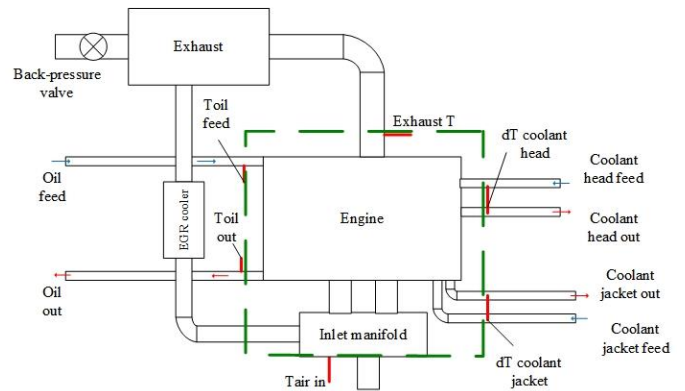 Exhaust
Back-pressure
valve
Toil
feed
Exhaust T
dT coolant
head
Oil
feed
Coolant
head feed
EGR cooler
Engine
Toil
out
Coolant
head out
Oil
out
Coolant
jacket out
Inlet manifold
Coolant
jacket feed
Tair in
dT coolant
jacket